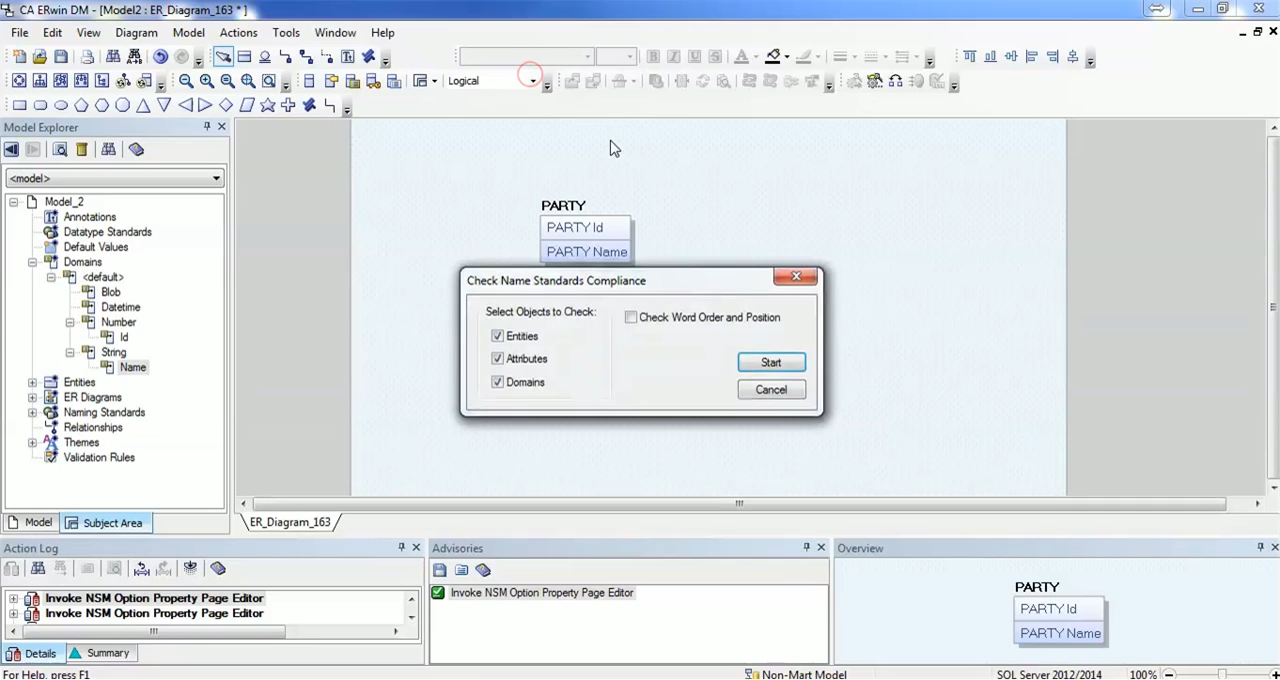 CA ERwin DM - [Model2 : ER_Diagram_163 * ]
File Edit View Diagram Model Actions Tools Window Help
B I U S A
Logical
Model Explorer
<model>
Model_2
Annotations
Datatype Standards
Default Values
Domains
<default>
Blob
Datetime
Number
Id
String
Name
Entities
ER Diagrams
Naming Standards
Relationships
Themes
Validation Rules
Model Subject Area
PARTY
PARTY Id
PARTY Name
Check Name Standards Compliance
Select Objects to Check:
Entities
Attributes
Domains
Check Word Order and Position
Start
Cancel
ER_Diagram_163
Action Log
Invoke NSM Option Property Page Editor
Invoke NSM Option Property Page Editor
Details Summary
Advisories
Invoke NSM Option Property Page Editor
Overview
PARTY
PARTY Id
PARTY Name
For Help, press F1
Non-Mart Model
SQL Server 2012/2014
100%